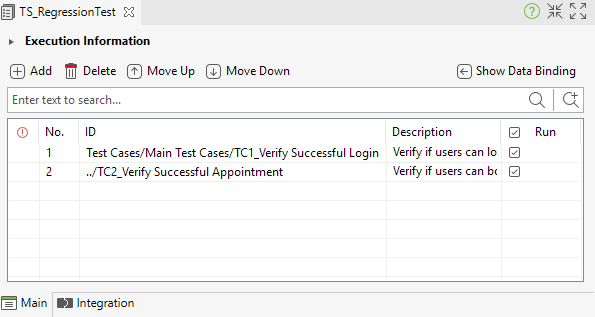 TS_RegressionTest
Execution Information
Add Delete Move Up Move Down Show Data Binding
Enter text to search...
No. ID Description Run
1 Test Cases/Main Test Cases/TC1_Verify Successful Login Verify if users can lo
2 ../TC2_Verify Successful Appointment Verify if users can bo
Main Integration